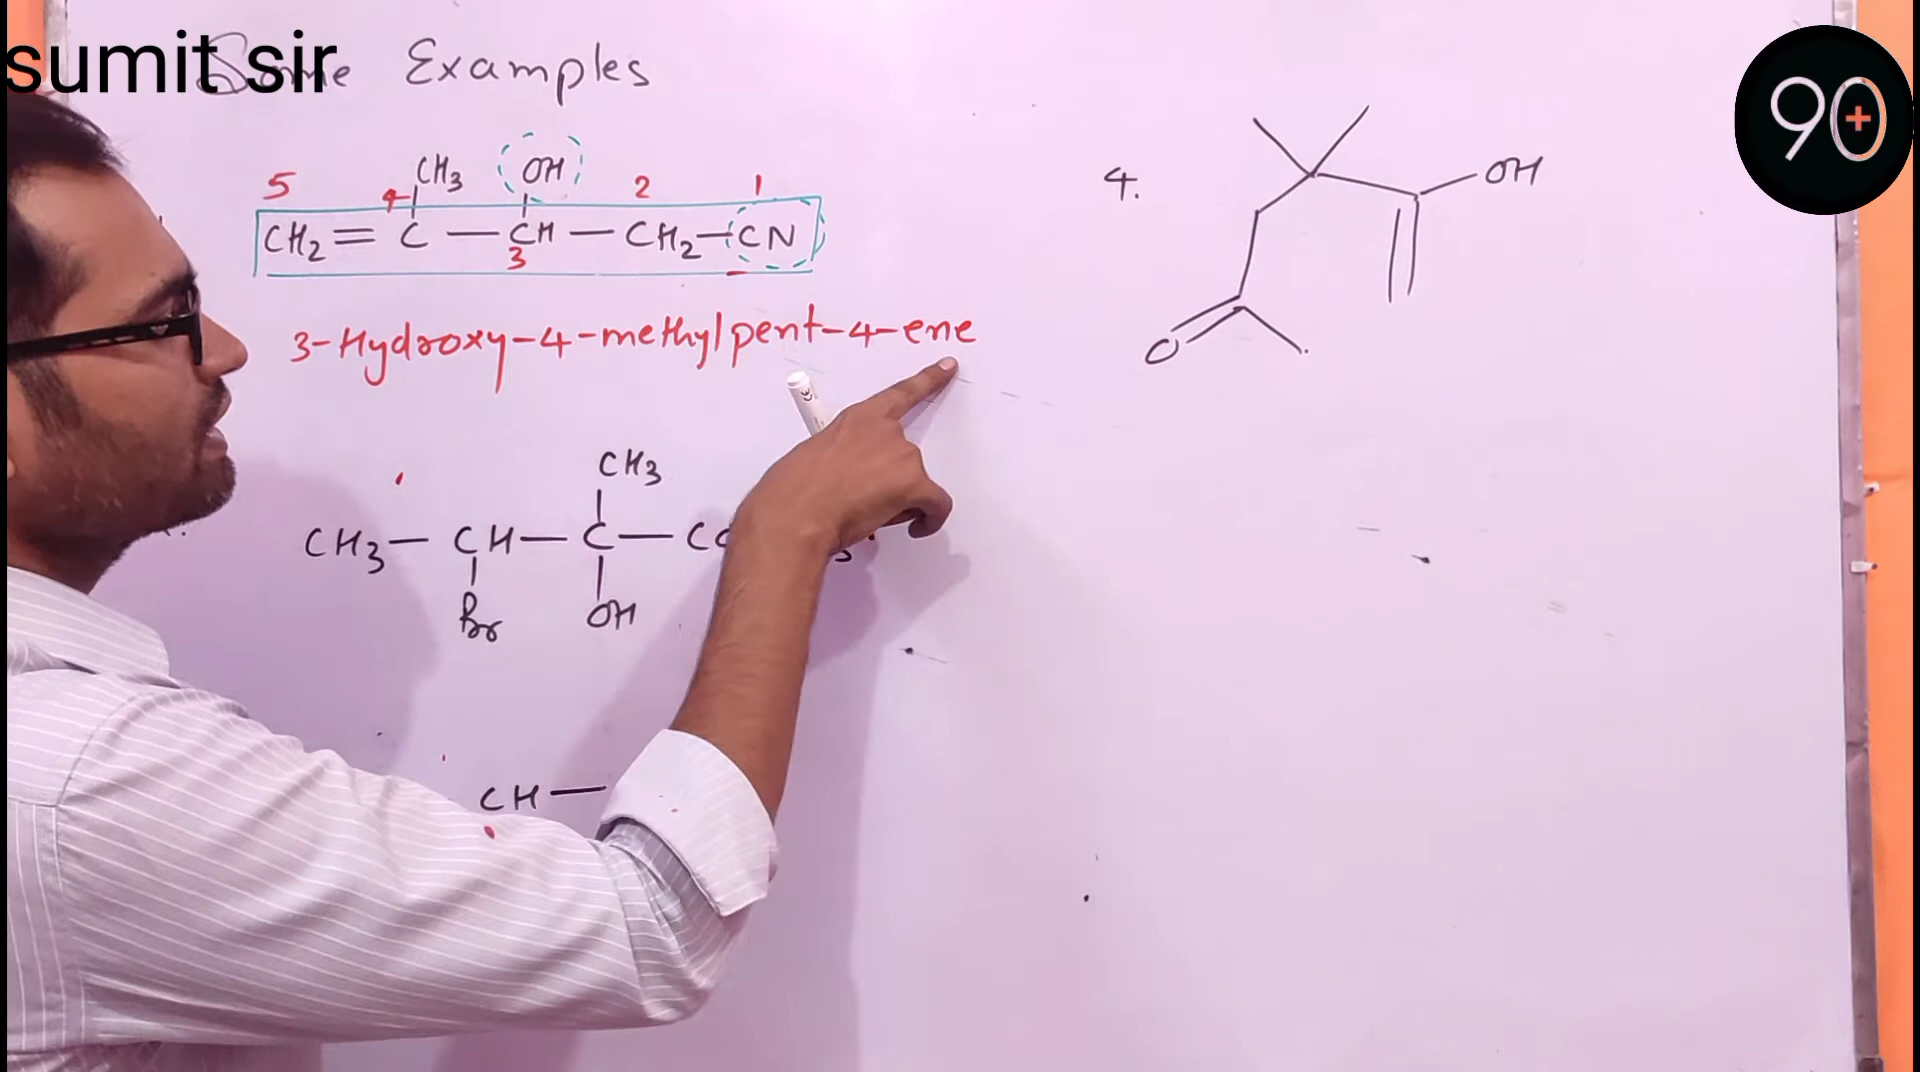 sumit sir
Some Examples
90+
CH3 OH
5 4 2 1
CH2=C—CH—CH2—CN
3
3-Hydroxy-4-methylpent-4-ene
CH3
CH3—CH—C—
Br OH
CH—
4.
OH
O